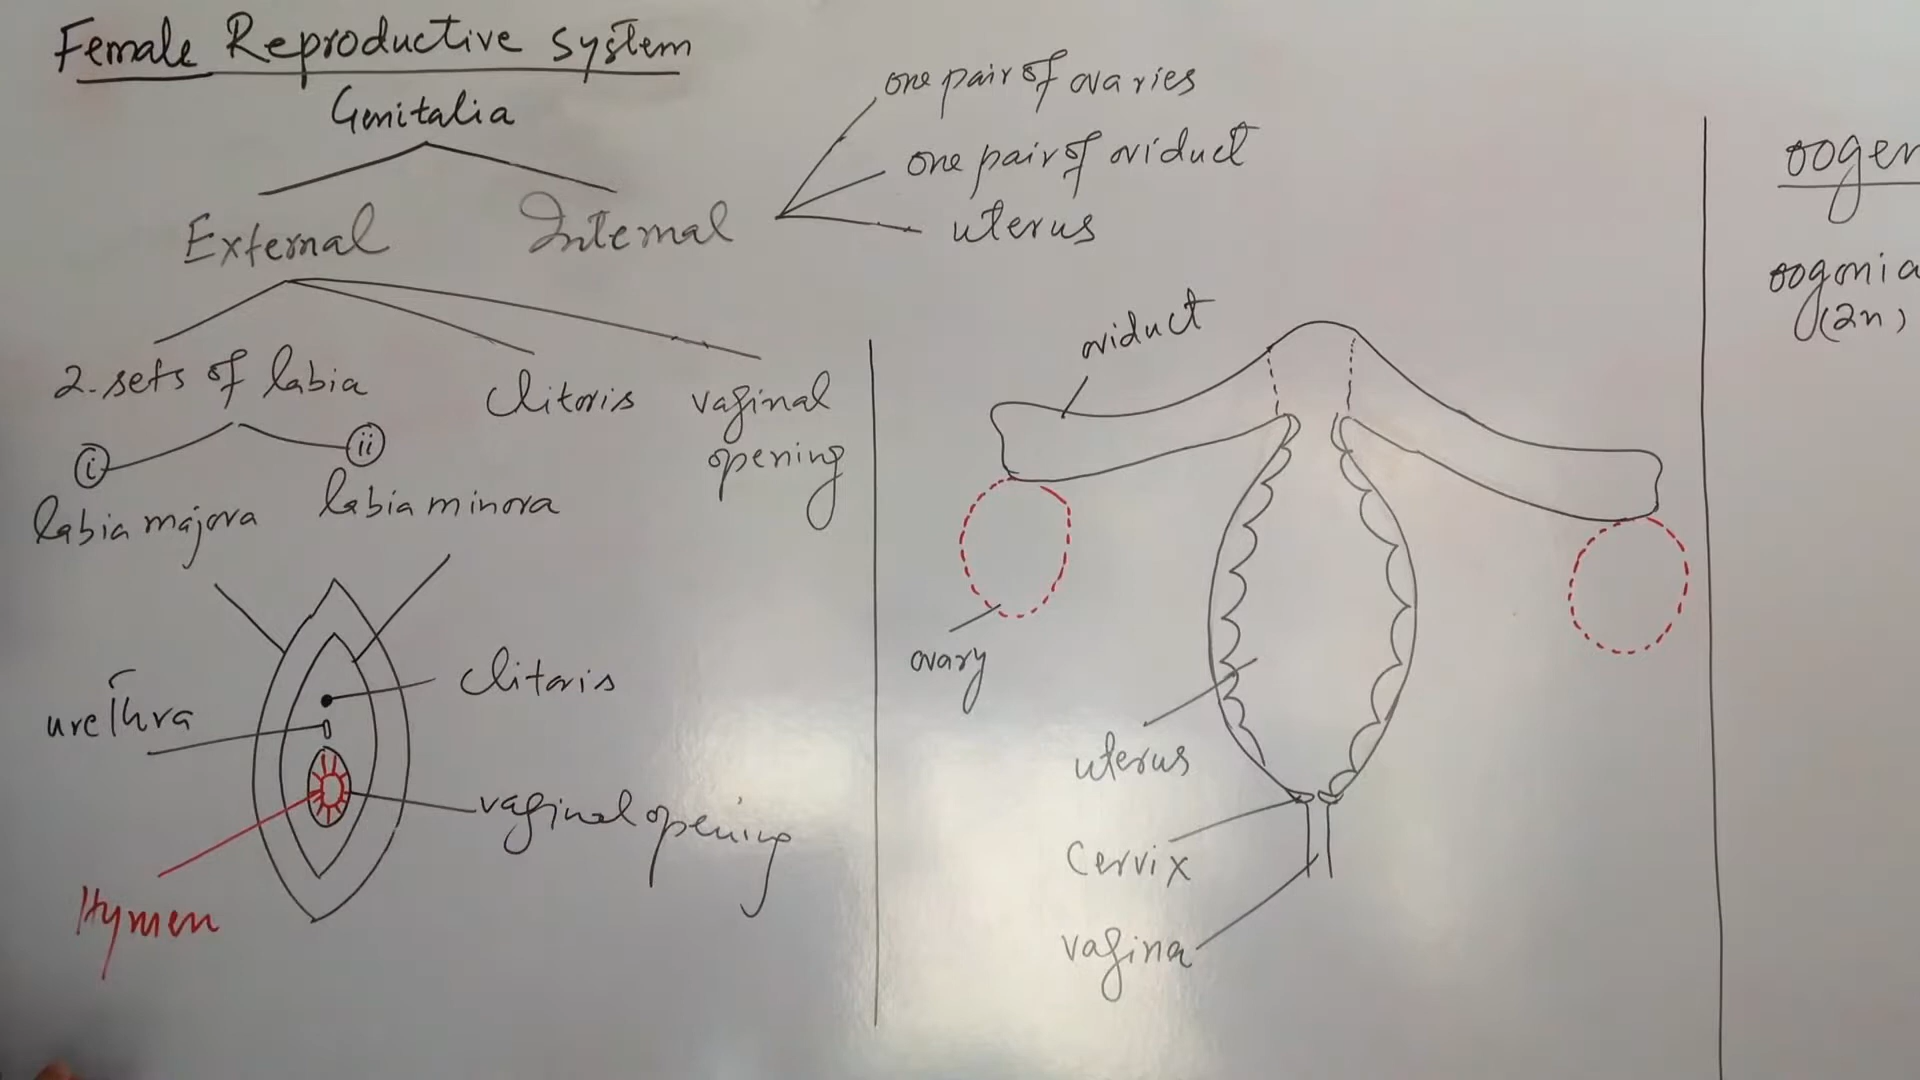 Female Reproductive system
Genitalia
External
Internal
one pair of ovaries
one pair of oviduct
uterus
2. sets of labia
clitoris
vaginal
opening
i
ii
labia majora
labia minora
urethra
clitoris
vaginal opening
Hymen
oviduct
ovary
uterus
Cervix
vagina
oogen
oogonia
(2n)